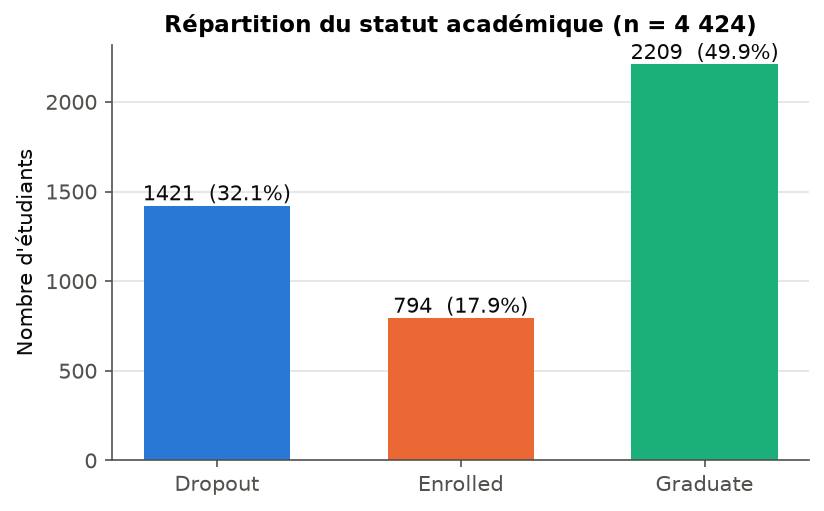 Répartition du statut académique (n = 4 424)
Nombre d'étudiants
2000
1500
1000
500
0
1421 (32.1%)
794 (17.9%)
2209 (49.9%)
Dropout
Enrolled
Graduate